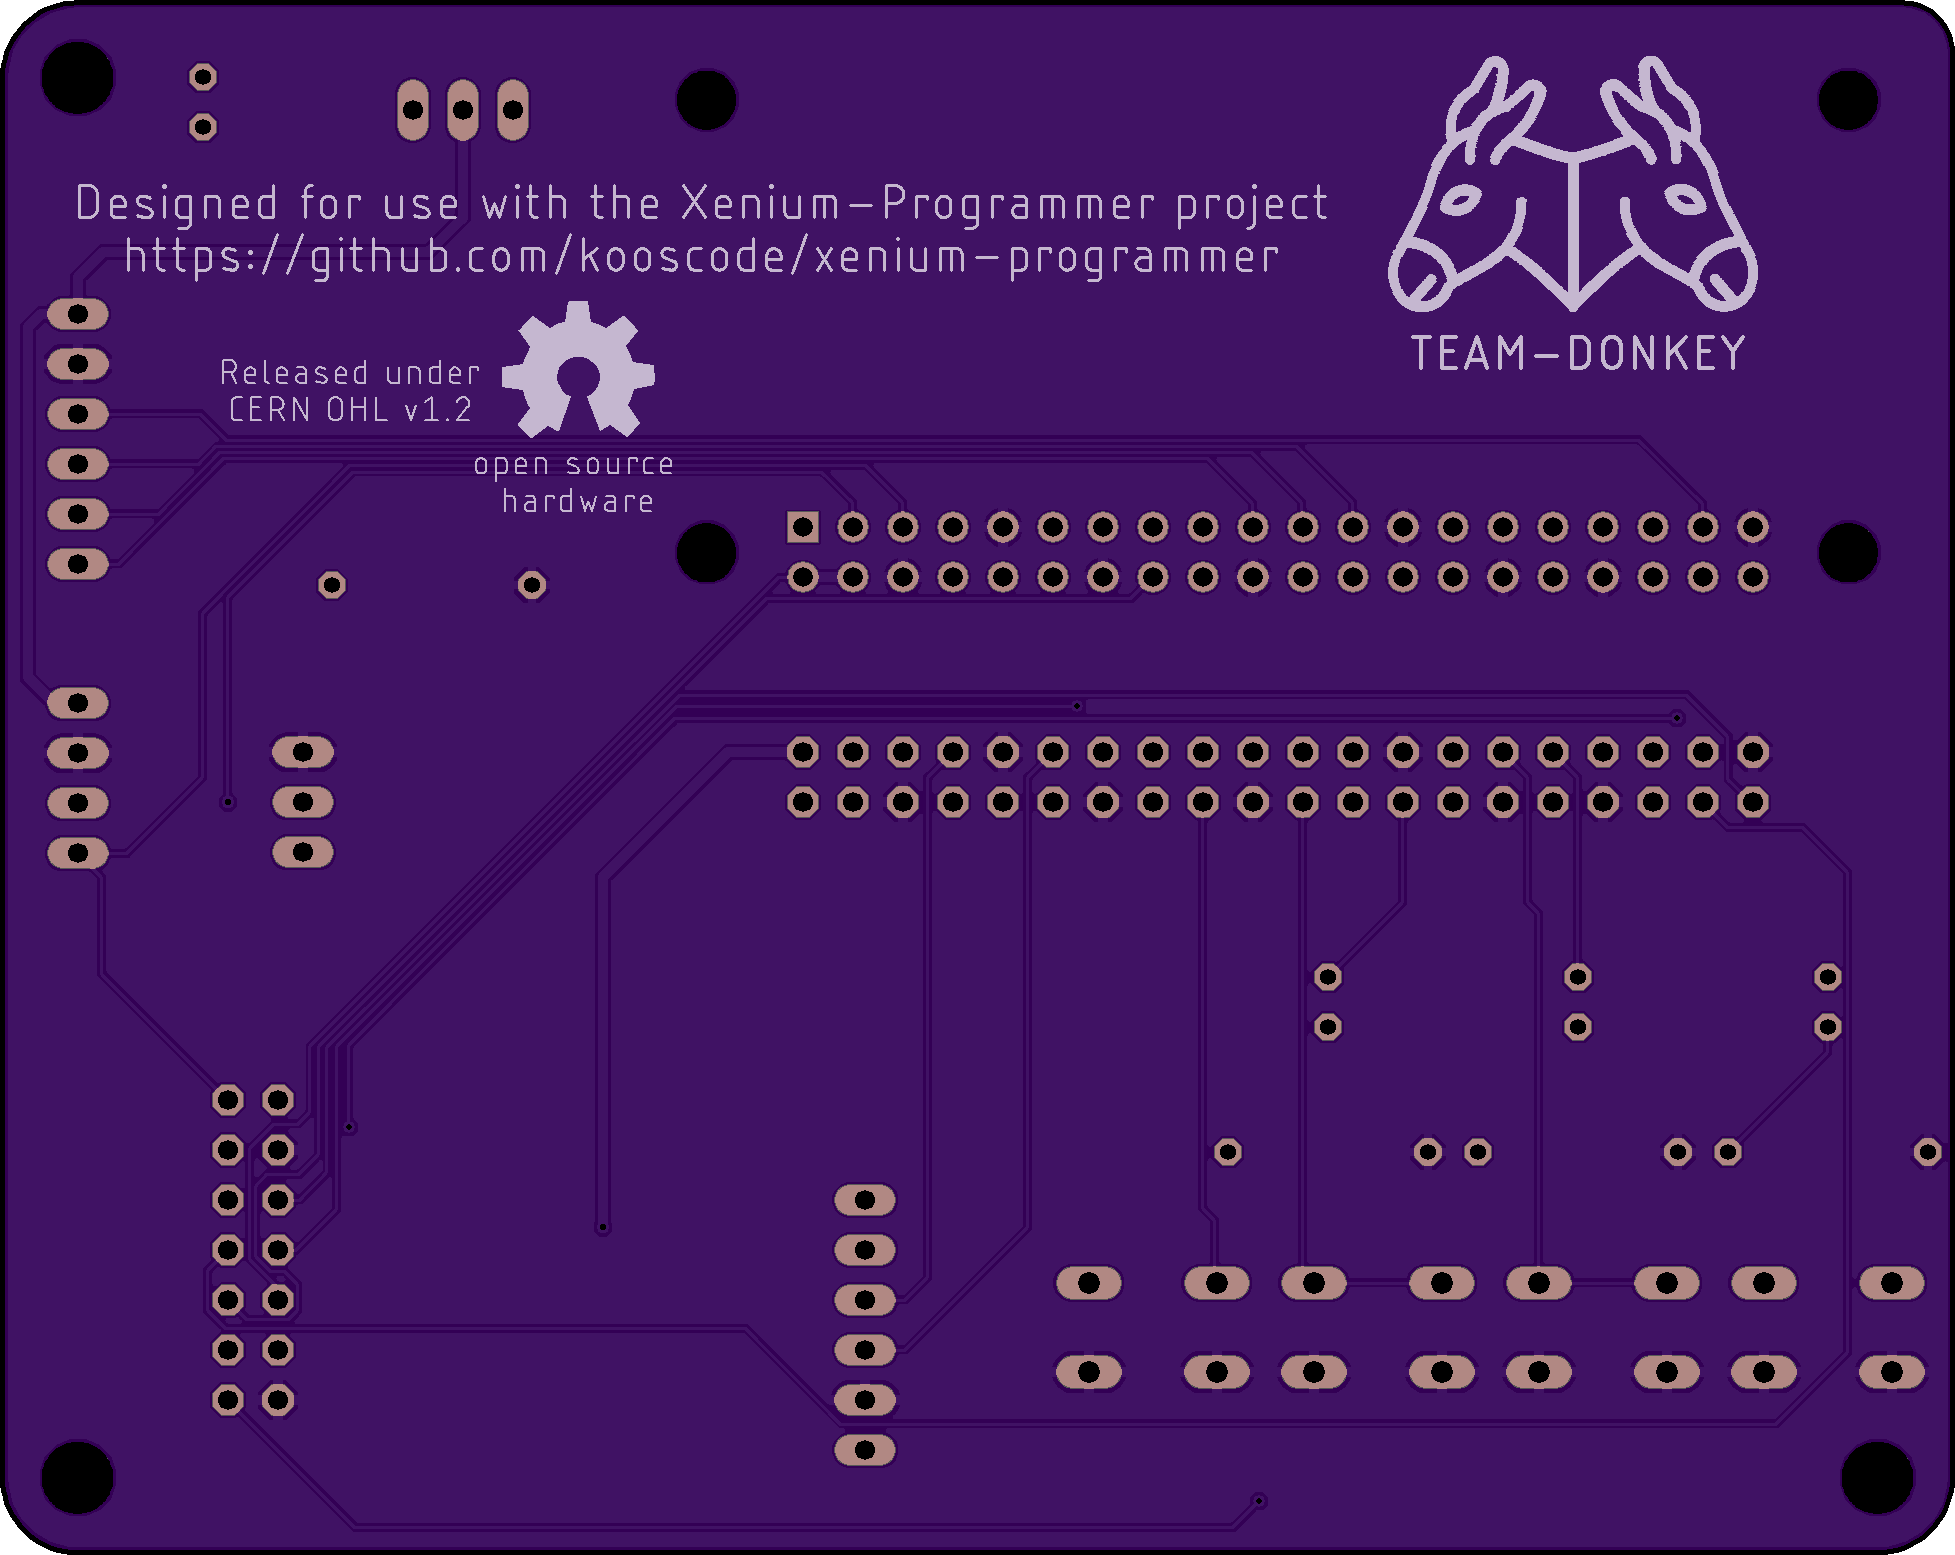 Designed for use with the Xenium-Programmer project
https://github.com/kooscode/xenium-programmer
TEAM-DONKEY
Released under
CERN OHL v1.2
open source
hardware